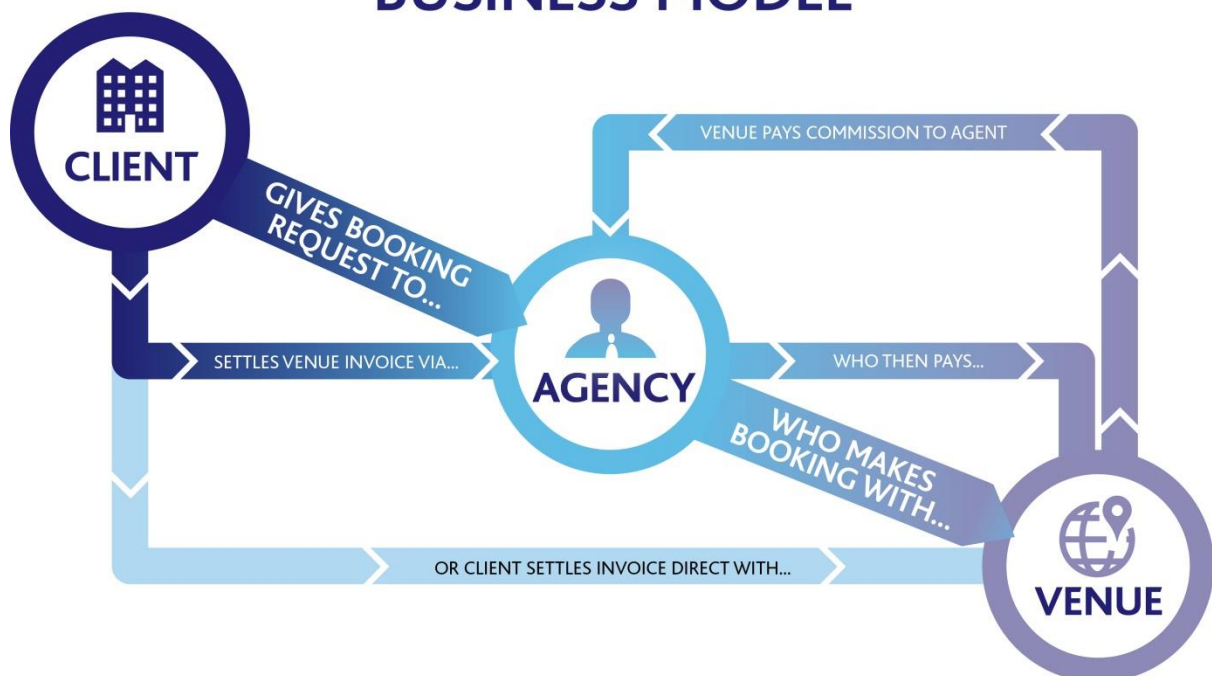 BUSINESS MODEL
CLIENT
GIVES BOOKING
REQUEST TO...
VENUE PAYS COMMISSION TO AGENT
SETTLES VENUE INVOICE VIA...
AGENCY
WHO THEN PAYS...
WHO MAKES
BOOKING WITH...
OR CLIENT SETTLES INVOICE DIRECT WITH...
VENUE